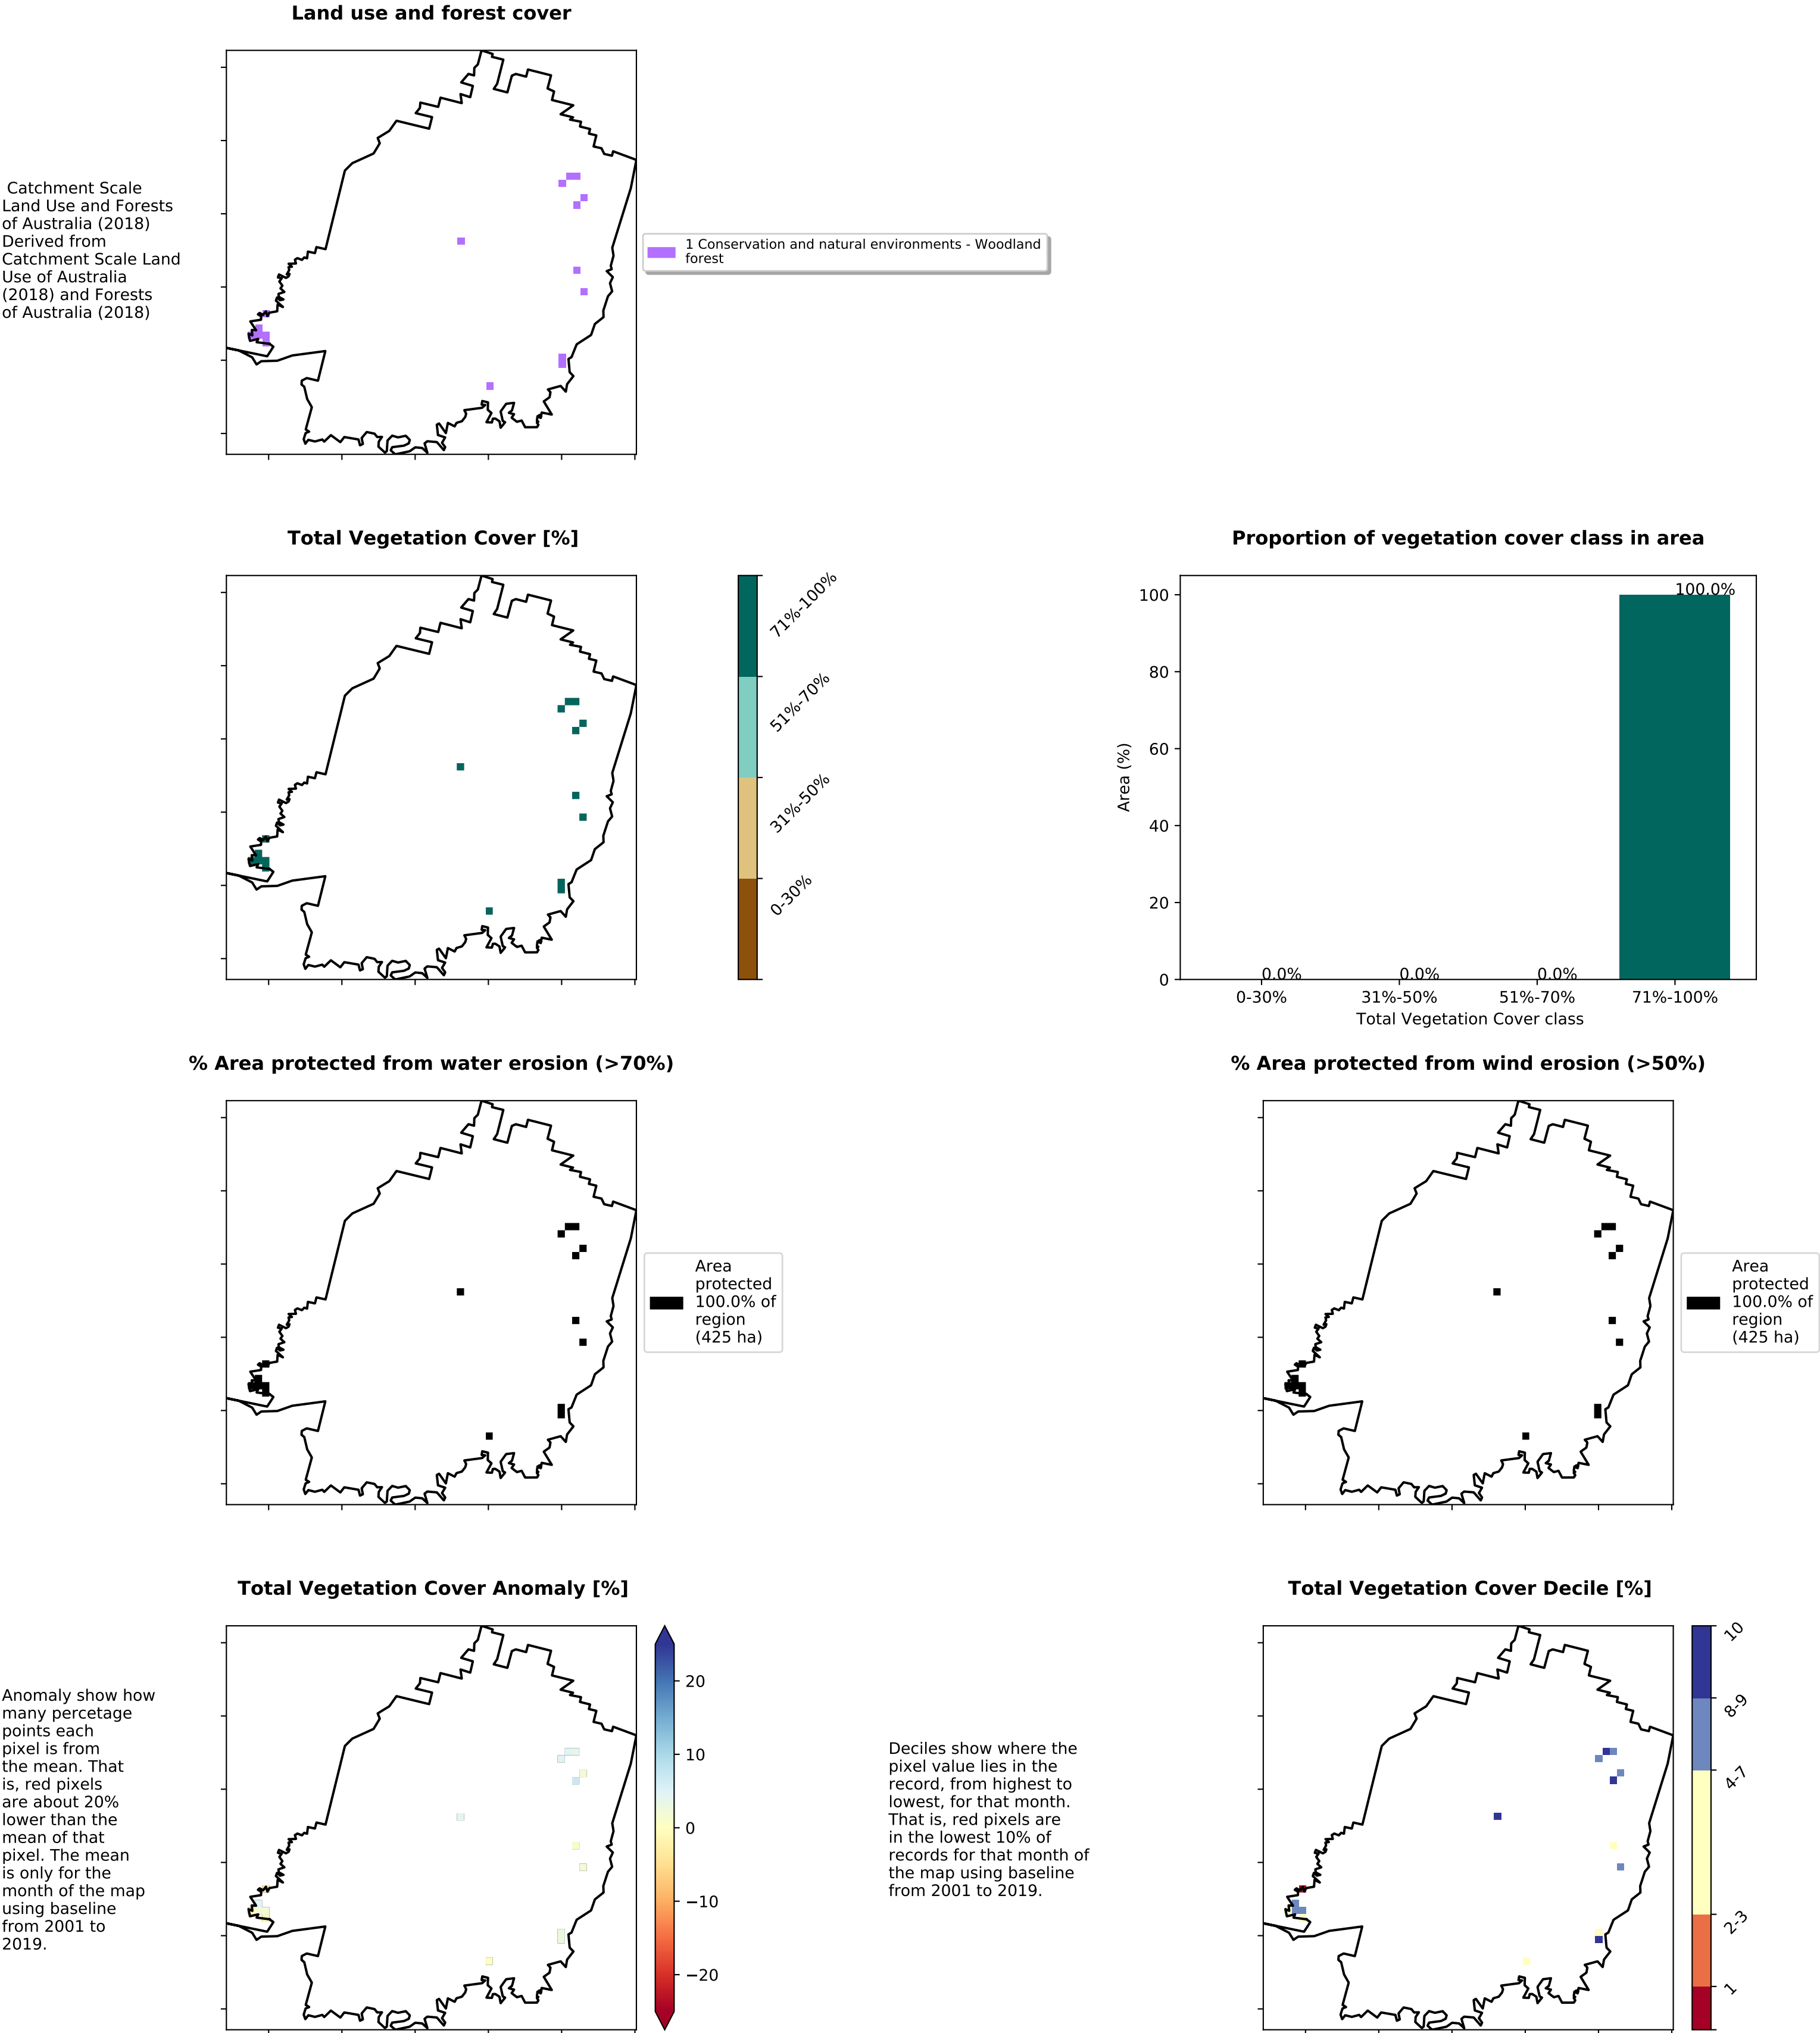 Land use and forest cover
Catchment Scale
Land Use and Forests
of Australia (2018)
Derived from
Catchment Scale Land
Use of Australia
(2018) and Forests
of Australia (2018)
1 Conservation and natural environments - Woodland
forest
Total Vegetation Cover [%]
71%-100%
51%-70%
31%-50%
0-30%
Proportion of vegetation cover class in area
Area (%)
100
80
60
40
20
0
0.0%
0.0%
0.0%
100.0%
0-30%
31%-50%
51%-70%
71%-100%
Total Vegetation Cover class
% Area protected from water erosion (>70%)
Area
protected
100.0% of
region
(425 ha)
% Area protected from wind erosion (>50%)
Area
protected
100.0% of
region
(425 ha)
Total Vegetation Cover Anomaly [%]
Anomaly show how
many percetage
points each
pixel is from
the mean. That
is, red pixels
are about 20%
lower than the
mean of that
pixel. The mean
is only for the
month of the map
using baseline
from 2001 to
2019.
20
10
0
−10
−20
Total Vegetation Cover Decile [%]
Deciles show where the
pixel value lies in the
record, from highest to
lowest, for that month.
That is, red pixels are
in the lowest 10% of
records for that month of
the map using baseline
from 2001 to 2019.
10
8-9
4-7
2-3
1